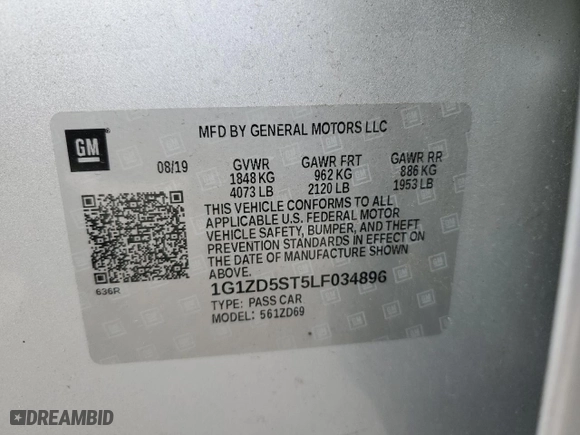 GM
MFD BY GENERAL MOTORS LLC
08/19 GVWR GAWR FRT GAWR RR
1848 KG 962 KG 886 KG
4073 LB 2120 LB 1953 LB
THIS VEHICLE CONFORMS TO ALL
APPLICABLE U.S. FEDERAL MOTOR
VEHICLE SAFETY, BUMPER, AND THEFT
PREVENTION STANDARDS IN EFFECT ON
THE DATE OF MANUFACTURE SHOWN
ABOVE.
636R
1G1ZD5ST5LF034896
TYPE: PASS CAR
MODEL: 561ZD69
DREAMBID